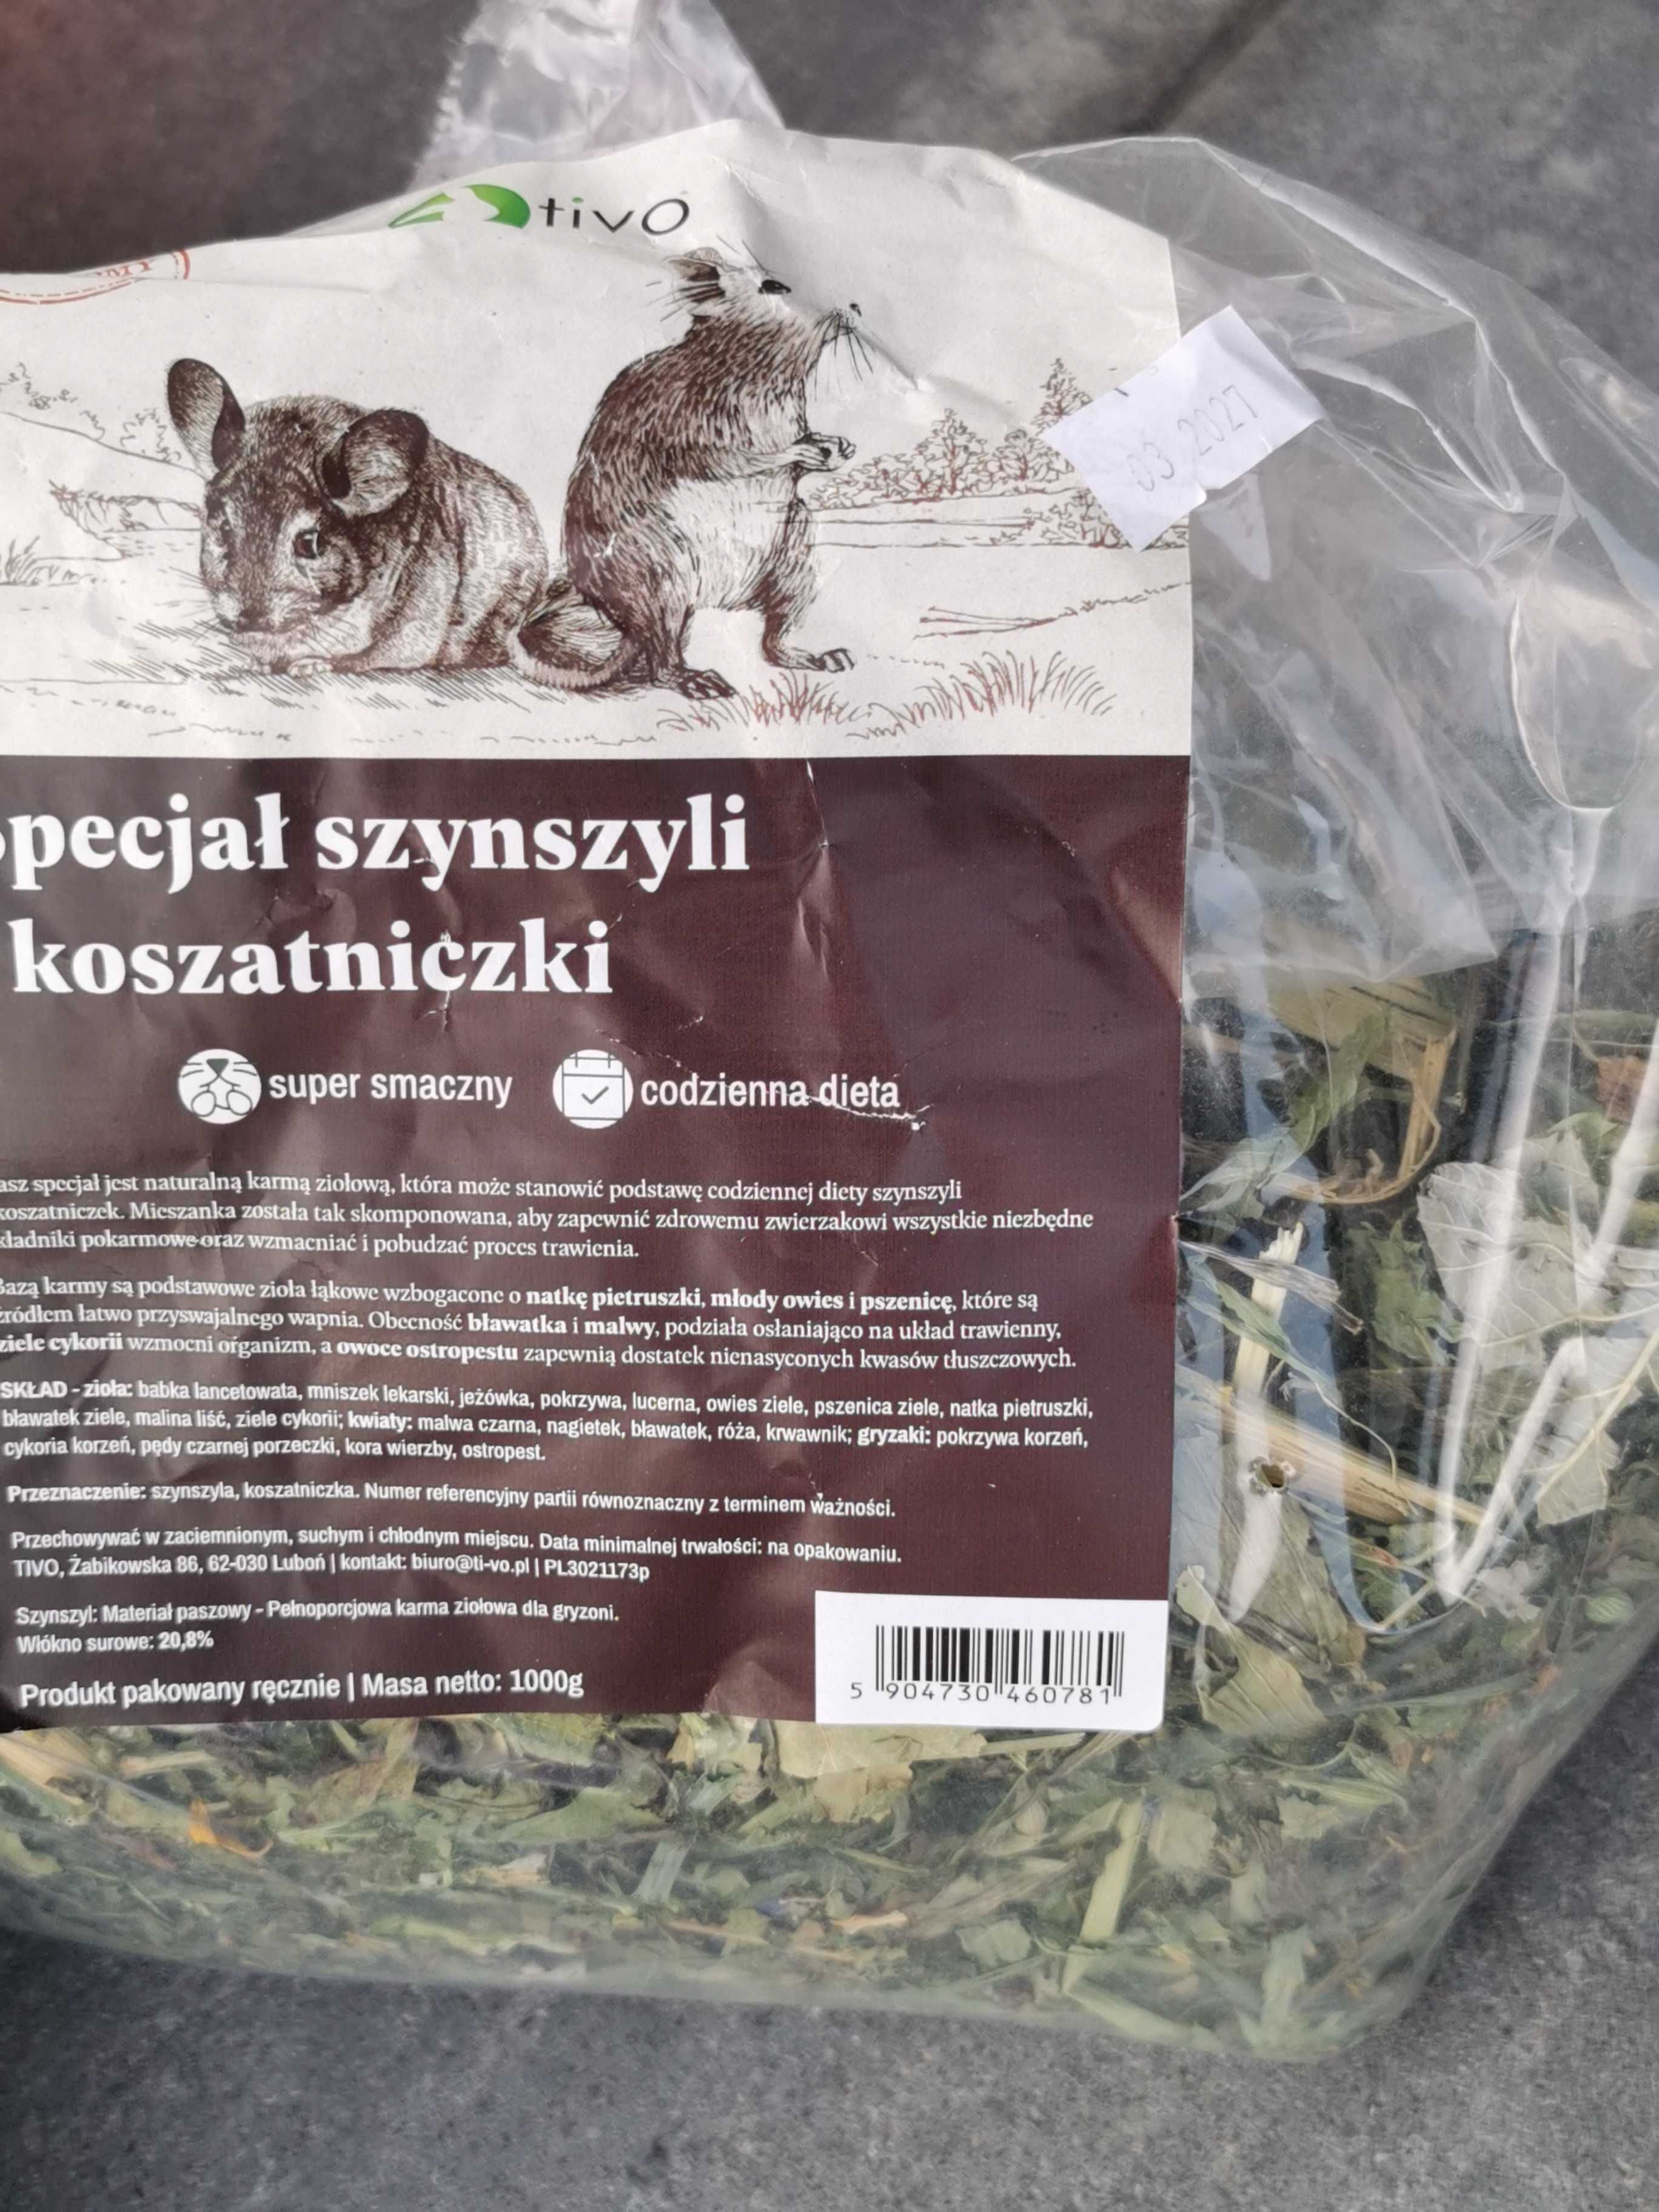 tivo
03 2027
specjał szynszyli
koszatniczki
super smaczny codzienna dieta
asz specjał jest naturalną karmą ziołową, która może stanowić podstawę codziennej diety szynszyli
koszatniczek. Mieszanka została tak skomponowana, aby zapewnić zdrowemu zwierzakowi wszystkie niezbędne
kładniki pokarmowe oraz wzmacniać i pobudzać proces trawienia.
Bazą karmy są podstawowe zioła łąkowe wzbogacone o natkę pietruszki, młody owies i pszenicę, które są
źródłem łatwo przyswajalnego wapnia. Obecność bławatka i malwy, podziała osłaniająco na układ trawienny,
ziele cykorii wzmocni organizm, a owoce ostropestu zapewnią dostatek nienasyconych kwasów tłuszczowych.
SKŁAD - zioła: babka lancetowata, mniszek lekarski, jeżówka, pokrzywa, lucerna, owies ziele, pszenica ziele, natka pietruszki,
bławatek ziele, malina liść, ziele cykorii; kwiaty: malwa czarna, nagietek, bławatek, róża, krwawnik; gryzaki: pokrzywa korzeń,
cykoria korzeń, pędy czarnej porzeczki, kora wierzby, ostropest.
Przeznaczenie: szynszyla, koszatniczka. Numer referencyjny partii równoznaczny z terminem ważności.
Przechowywać w zaciemnionym, suchym i chłodnym miejscu. Data minimalnej trwałości: na opakowaniu.
TIVO, Żabikowska 86, 62-030 Luboń | kontakt: biuro@ti-vo.pl | PL3021173p
Szynszyl: Materiał paszowy - Pełnoporcjowa karma ziołowa dla gryzoni.
Włókno surowe: 20,8%
Produkt pakowany ręcznie | Masa netto: 1000g
5 904730 460781